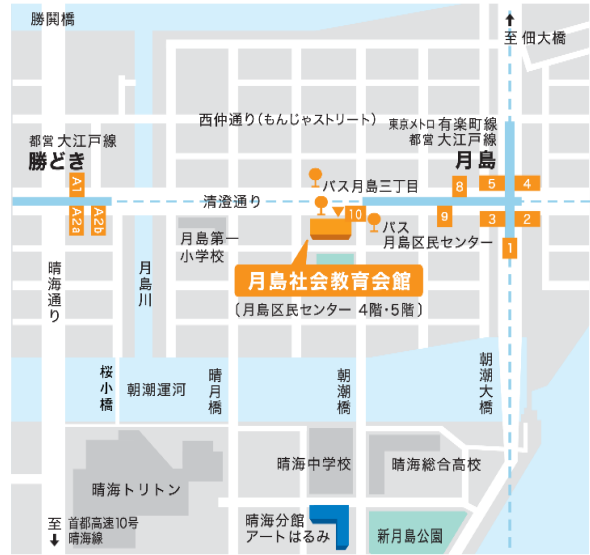 勝鬨橋
至 佃大橋
西仲通り(もんじゃストリート)
東京メトロ 有楽町線
都営 大江戸線
月島
都営 大江戸線
勝どき
A1
A2a
A2b
清澄通り
バス月島三丁目
8
5
4
10
9
3
2
1
バス
月島区民センター
月島第一
小学校
月島社会教育会館
〔月島区民センター 4階・5階〕
晴海通り
月島川
桜小橋
朝潮運河
晴月橋
朝潮橋
朝潮大橋
晴海トリトン
晴海中学校
晴海総合高校
至 首都高速10号
晴海線
晴海分館
アートはるみ
新月島公園